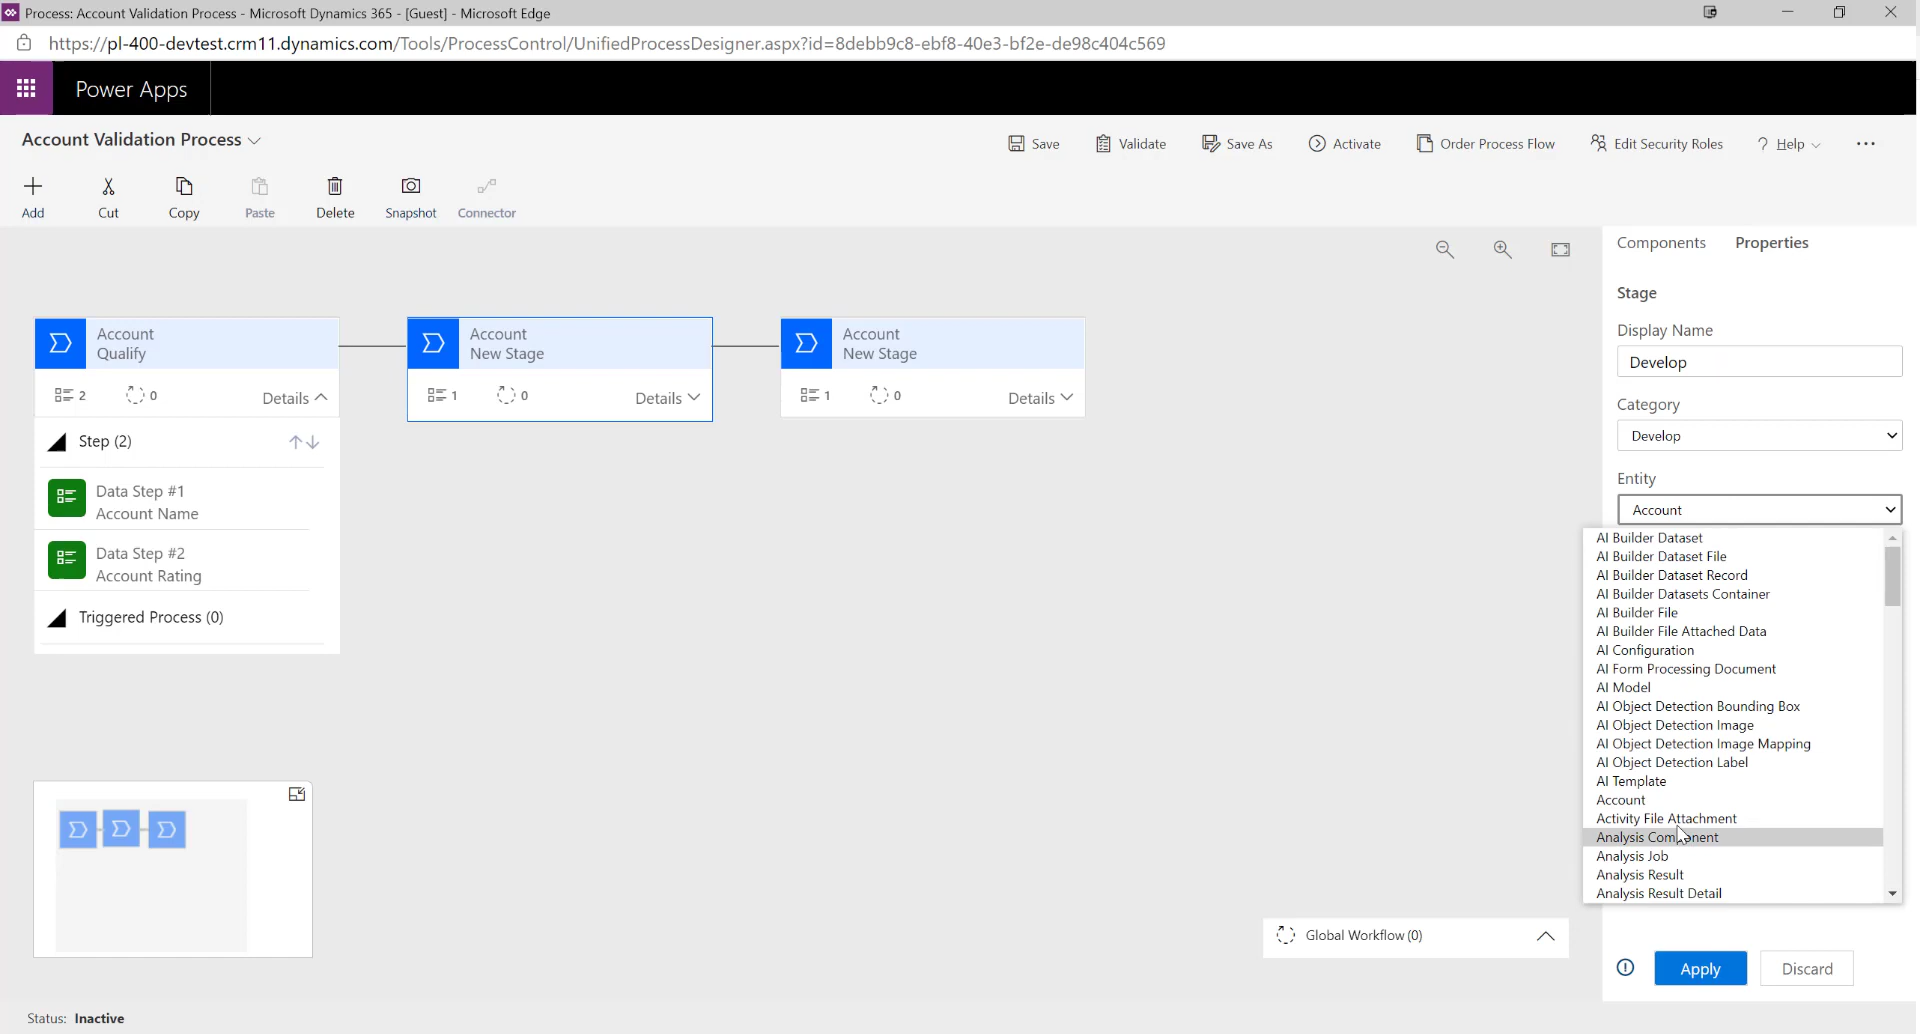 Process: Account Validation Process - Microsoft Dynamics 365 - [Guest] - Microsoft Edge
https://pl-400-devtest.crm11.dynamics.com/Tools/ProcessControl/UnifiedProcessDesigner.aspx?id=8debb9c8-ebf8-40e3-bf2e-de98c404c569
Power Apps
Account Validation Process
Save
Validate
Save As
Activate
Order Process Flow
Edit Security Roles
? Help
...
Add
Cut
Copy
Paste
Delete
Snapshot
Connector
Components
Properties
Account
Qualify
2
0
Details
Step (2)
Data Step #1
Account Name
Data Step #2
Account Rating
Triggered Process (0)
Account
New Stage
1
0
Details
Account
New Stage
1
0
Details
Stage
Display Name
Develop
Category
Develop
Entity
Account
AI Builder Dataset
AI Builder Dataset File
AI Builder Dataset Record
AI Builder Datasets Container
AI Builder File
AI Builder File Attached Data
AI Configuration
AI Form Processing Document
AI Model
AI Object Detection Bounding Box
AI Object Detection Image
AI Object Detection Image Mapping
AI Object Detection Label
AI Template
Account
Activity File Attachment
Analysis Component
Analysis Job
Analysis Result
Analysis Result Detail
Global Workflow (0)
Apply
Discard
Status: Inactive